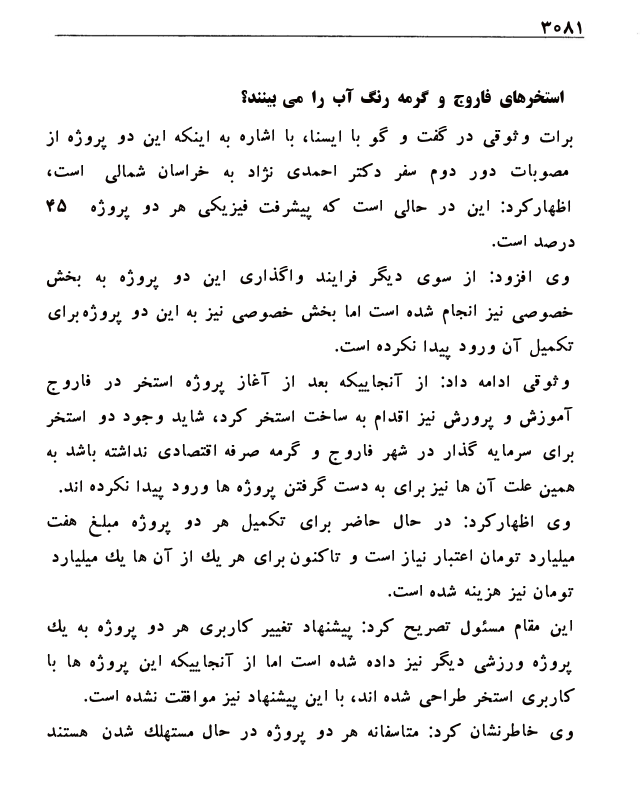 ۳۰۸۱
استخرهای فاروج و گرمه رنگ آب را می بینند؟
برات وثوقی در گفت و گو با ایسنا، با اشاره به اینکه این دو پروژه از
مصوبات دور دوم سفر دکتر احمدی نژاد به خراسان شمالی است،
اظهارکرد: این در حالی است که پیشرفت فیزیکی هر دو پروژه ۴۵
درصد است.
وی افزود: از سوی دیگر فرایند واگذاری این دو پروژه به بخش
خصوصی نیز انجام شده است اما بخش خصوصی نیز به این دو پروژه برای
تکمیل آن ورود پیدا نکرده است.
وثوقی ادامه داد: از آنجاییکه بعد از آغاز پروژه استخر در فاروج
آموزش و پرورش نیز اقدام به ساخت استخر کرد، شاید وجود دو استخر
برای سرمایه گذار در شهر فاروج و گرمه صرفه اقتصادی نداشته باشد به
همین علت آن ها نیز برای به دست گرفتن پروژه ها ورود پیدا نکرده اند.
وی اظهارکرد: در حال حاضر برای تکمیل هر دو پروژه مبلغ هفت
میلیارد تومان اعتبار نیاز است و تاکنون برای هر یك از آن ها یك میلیارد
تومان نیز هزینه شده است.
این مقام مسئول تصریح کرد: پیشنهاد تغییر کاربری هر دو پروژه به یك
پروژه ورزشی دیگر نیز داده شده است اما از آنجاییکه این پروژه ها با
کاربری استخر طراحی شده اند، با این پیشنهاد نیز موافقت نشده است.
وی خاطرنشان کرد: متاسفانه هر دو پروژه در حال مستهلك شدن هستند